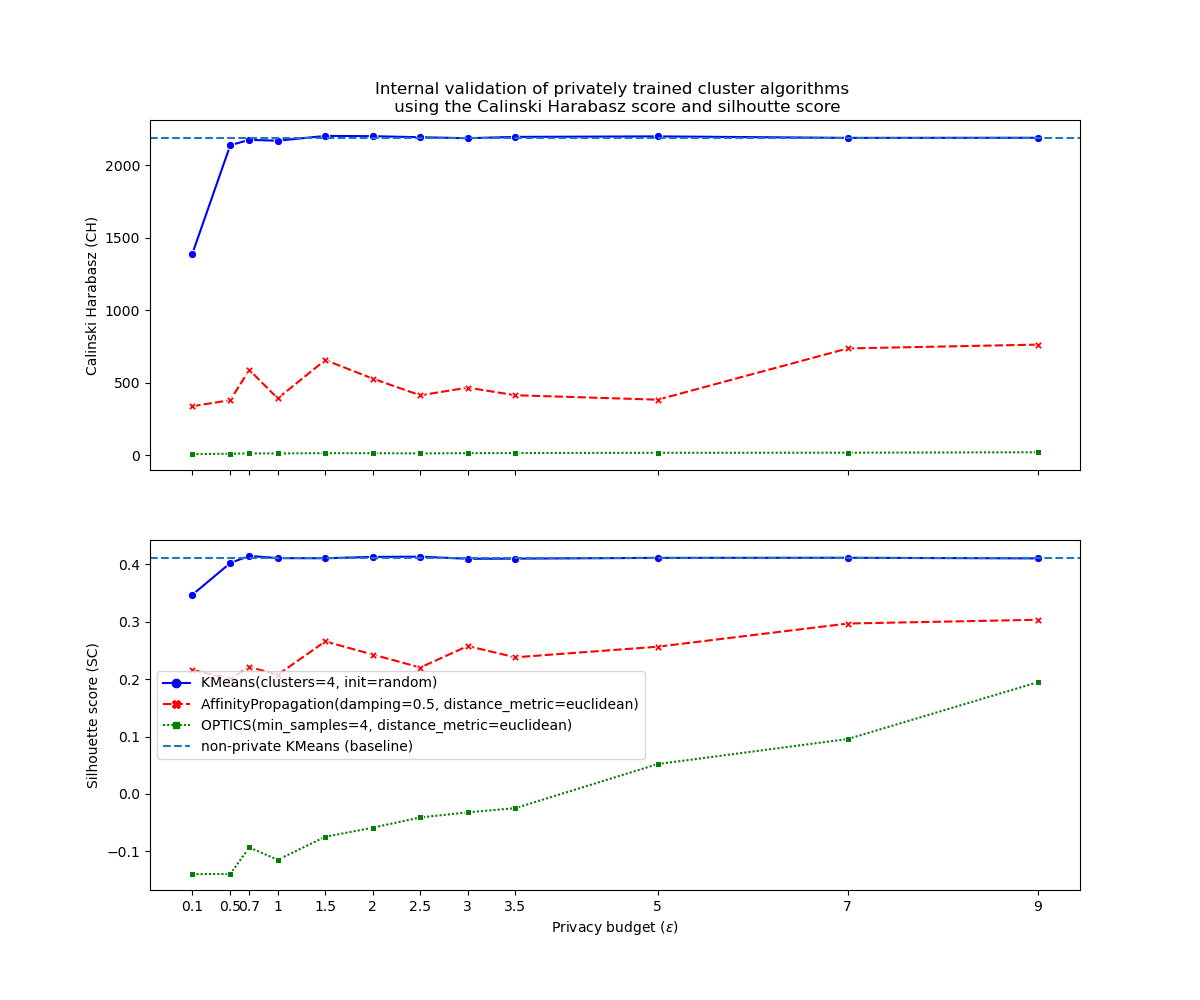 Internal validation of privately trained cluster algorithms
using the Calinski Harabasz score and silhoutte score
Calinski Harabasz (CH)
2000
1500
1000
500
0
Silhouette score (SC)
0.4
0.3
0.2
0.1
0.0
−0.1
KMeans(clusters=4, init=random)
AffinityPropagation(damping=0.5, distance_metric=euclidean)
OPTICS(min_samples=4, distance_metric=euclidean)
non-private KMeans (baseline)
0.1 0.5 0.7 1 1.5 2 2.5 3 3.5 5 7 9
Privacy budget (ε)